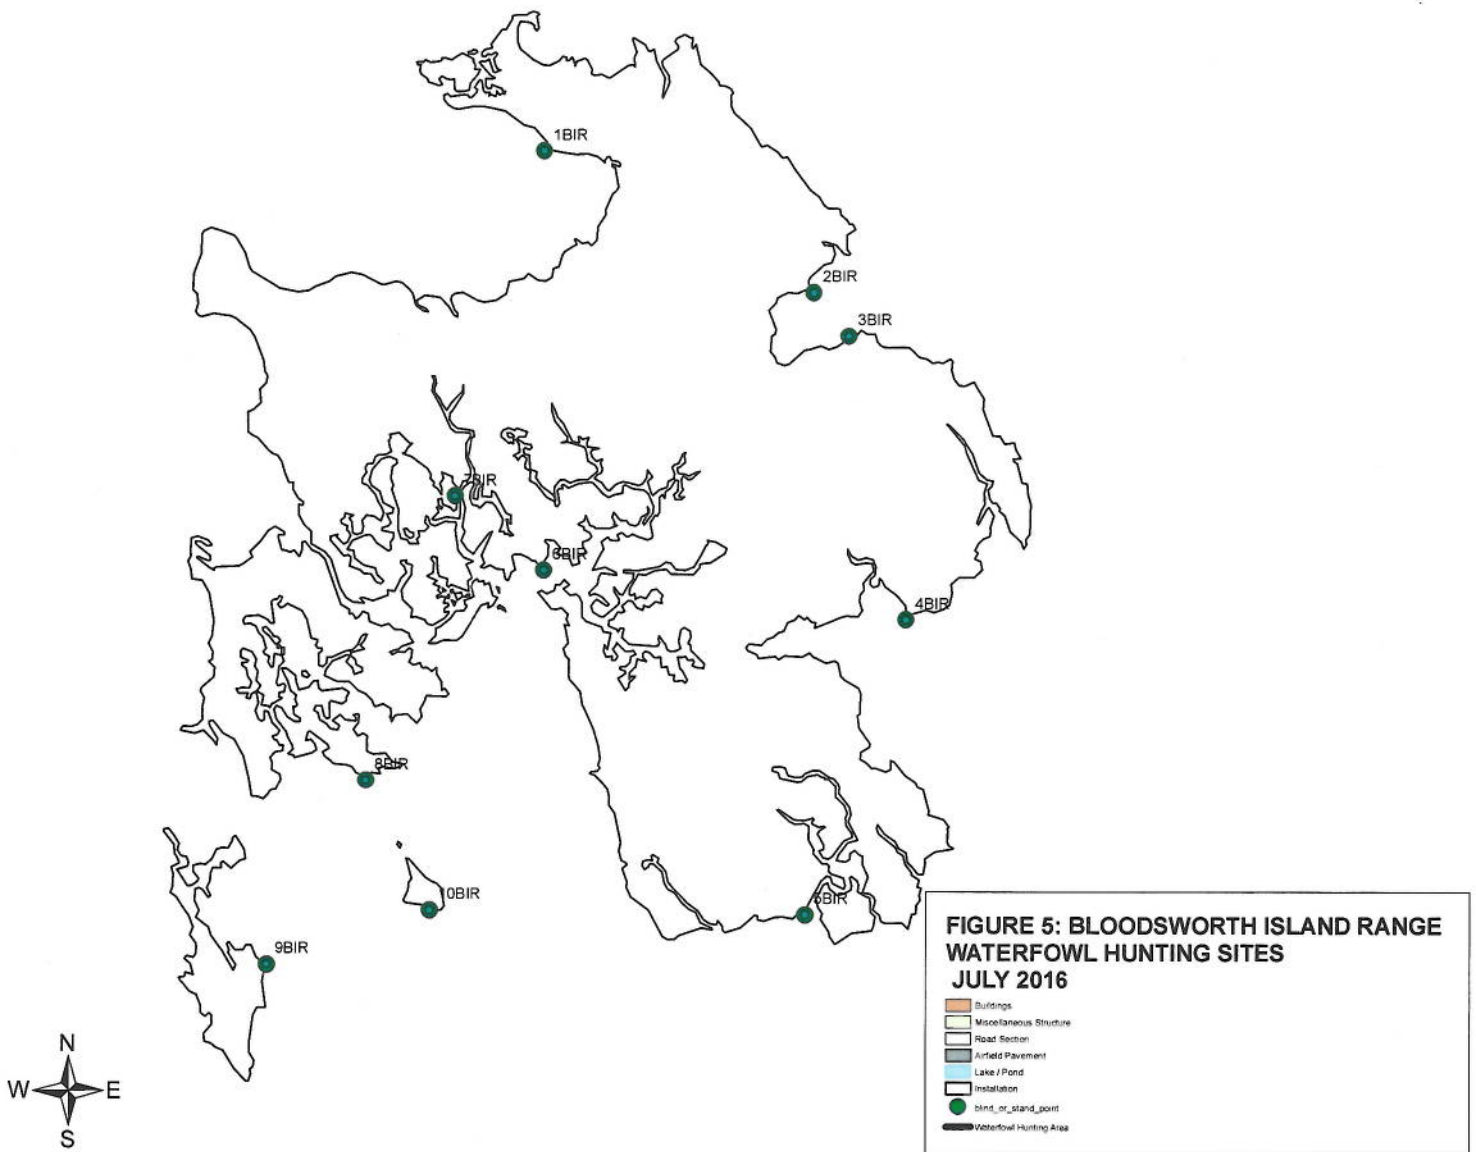 1BIR
2BIR
3BIR
7BIR
6BIR
4BIR
8BIR
10BIR
5BIR
9BIR
N
W E
S
FIGURE 5: BLOODSWORTH ISLAND RANGE
WATERFOWL HUNTING SITES
JULY 2016
Buildings
Miscellaneous Structure
Road Section
Airfield Pavement
Lake / Pond
Installation
blind_or_stand_point
Waterfowl Hunting Area